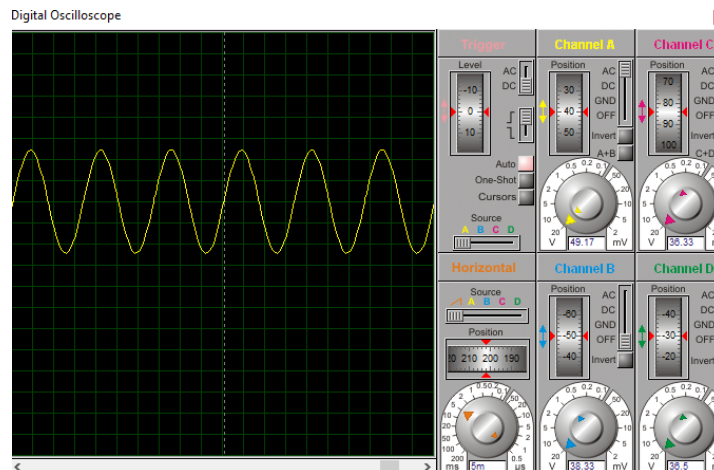 Digital Oscilloscope
Trigger
Level
AC
DC
-10
0
10
Auto
One-Shot
Cursors
Source
A B C D
Channel A
Position
AC
DC
GND
OFF
Invert
A+B
30
40
50
V 49.17 mV
Channel C
Position
AC
DC
GND
OFF
Invert
C+D
70
80
90
100
V 36.33
Horizontal
Source
A B C D
Position
210 200 190
ms 5m µs
Channel B
Position
AC
DC
GND
OFF
Invert
-60
-50
-40
V 38.33 mV
Channel D
Position
AC
DC
GND
OFF
Invert
-40
-30
-20
V 36.5